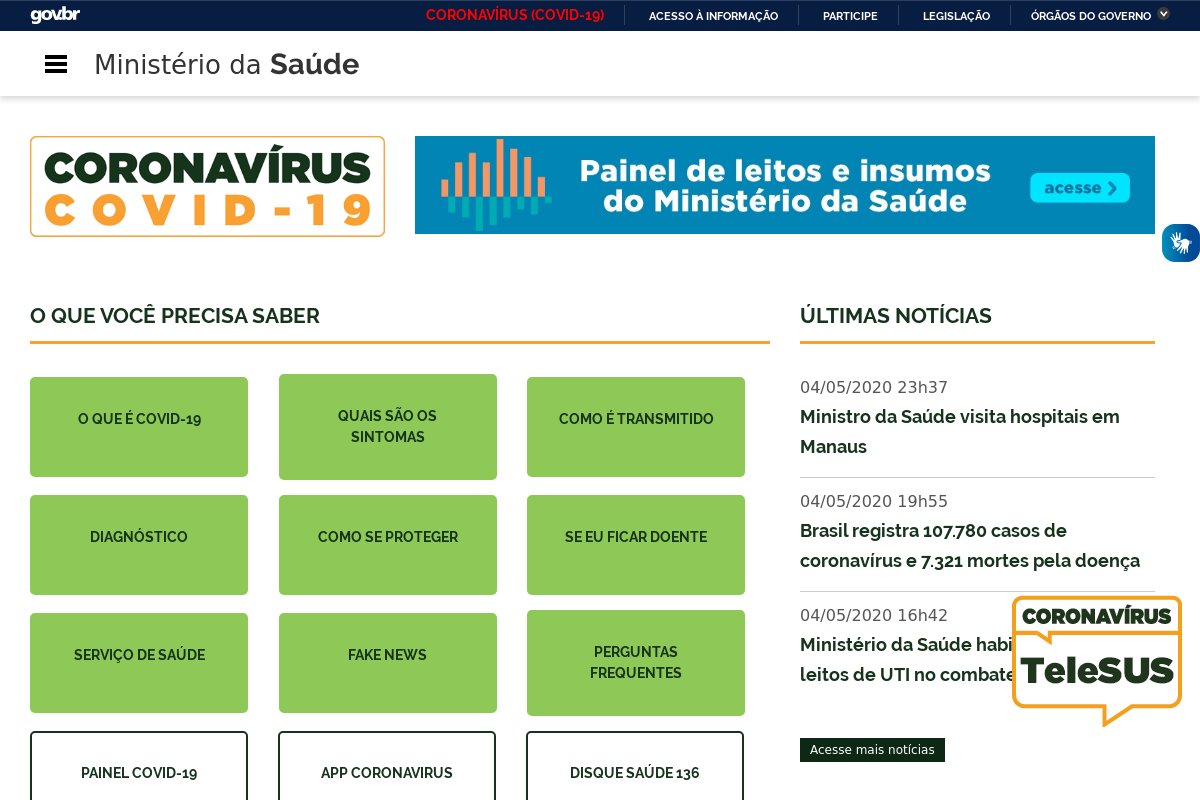 gov.br
CORONAVÍRUS (COVID-19)
ACESSO À INFORMAÇÃO
PARTICIPE
LEGISLAÇÃO
ÓRGÃOS DO GOVERNO
Ministério da Saúde
CORONAVÍRUS
COVID-19
Painel de leitos e insumos
do Ministério da Saúde
acesse
O QUE VOCÊ PRECISA SABER
O QUE É COVID-19
QUAIS SÃO OS
SINTOMAS
COMO É TRANSMITIDO
DIAGNÓSTICO
COMO SE PROTEGER
SE EU FICAR DOENTE
SERVIÇO DE SAÚDE
FAKE NEWS
PERGUNTAS
FREQUENTES
PAINEL COVID-19
APP CORONAVIRUS
DISQUE SAÚDE 136
ÚLTIMAS NOTÍCIAS
04/05/2020 23h37
Ministro da Saúde visita hospitais em
Manaus
04/05/2020 19h55
Brasil registra 107.780 casos de
coronavírus e 7.321 mortes pela doença
04/05/2020 16h42
Ministério da Saúde habi
leitos de UTI no combate
CORONAVÍRUS
TeleSUS
Acesse mais notícias